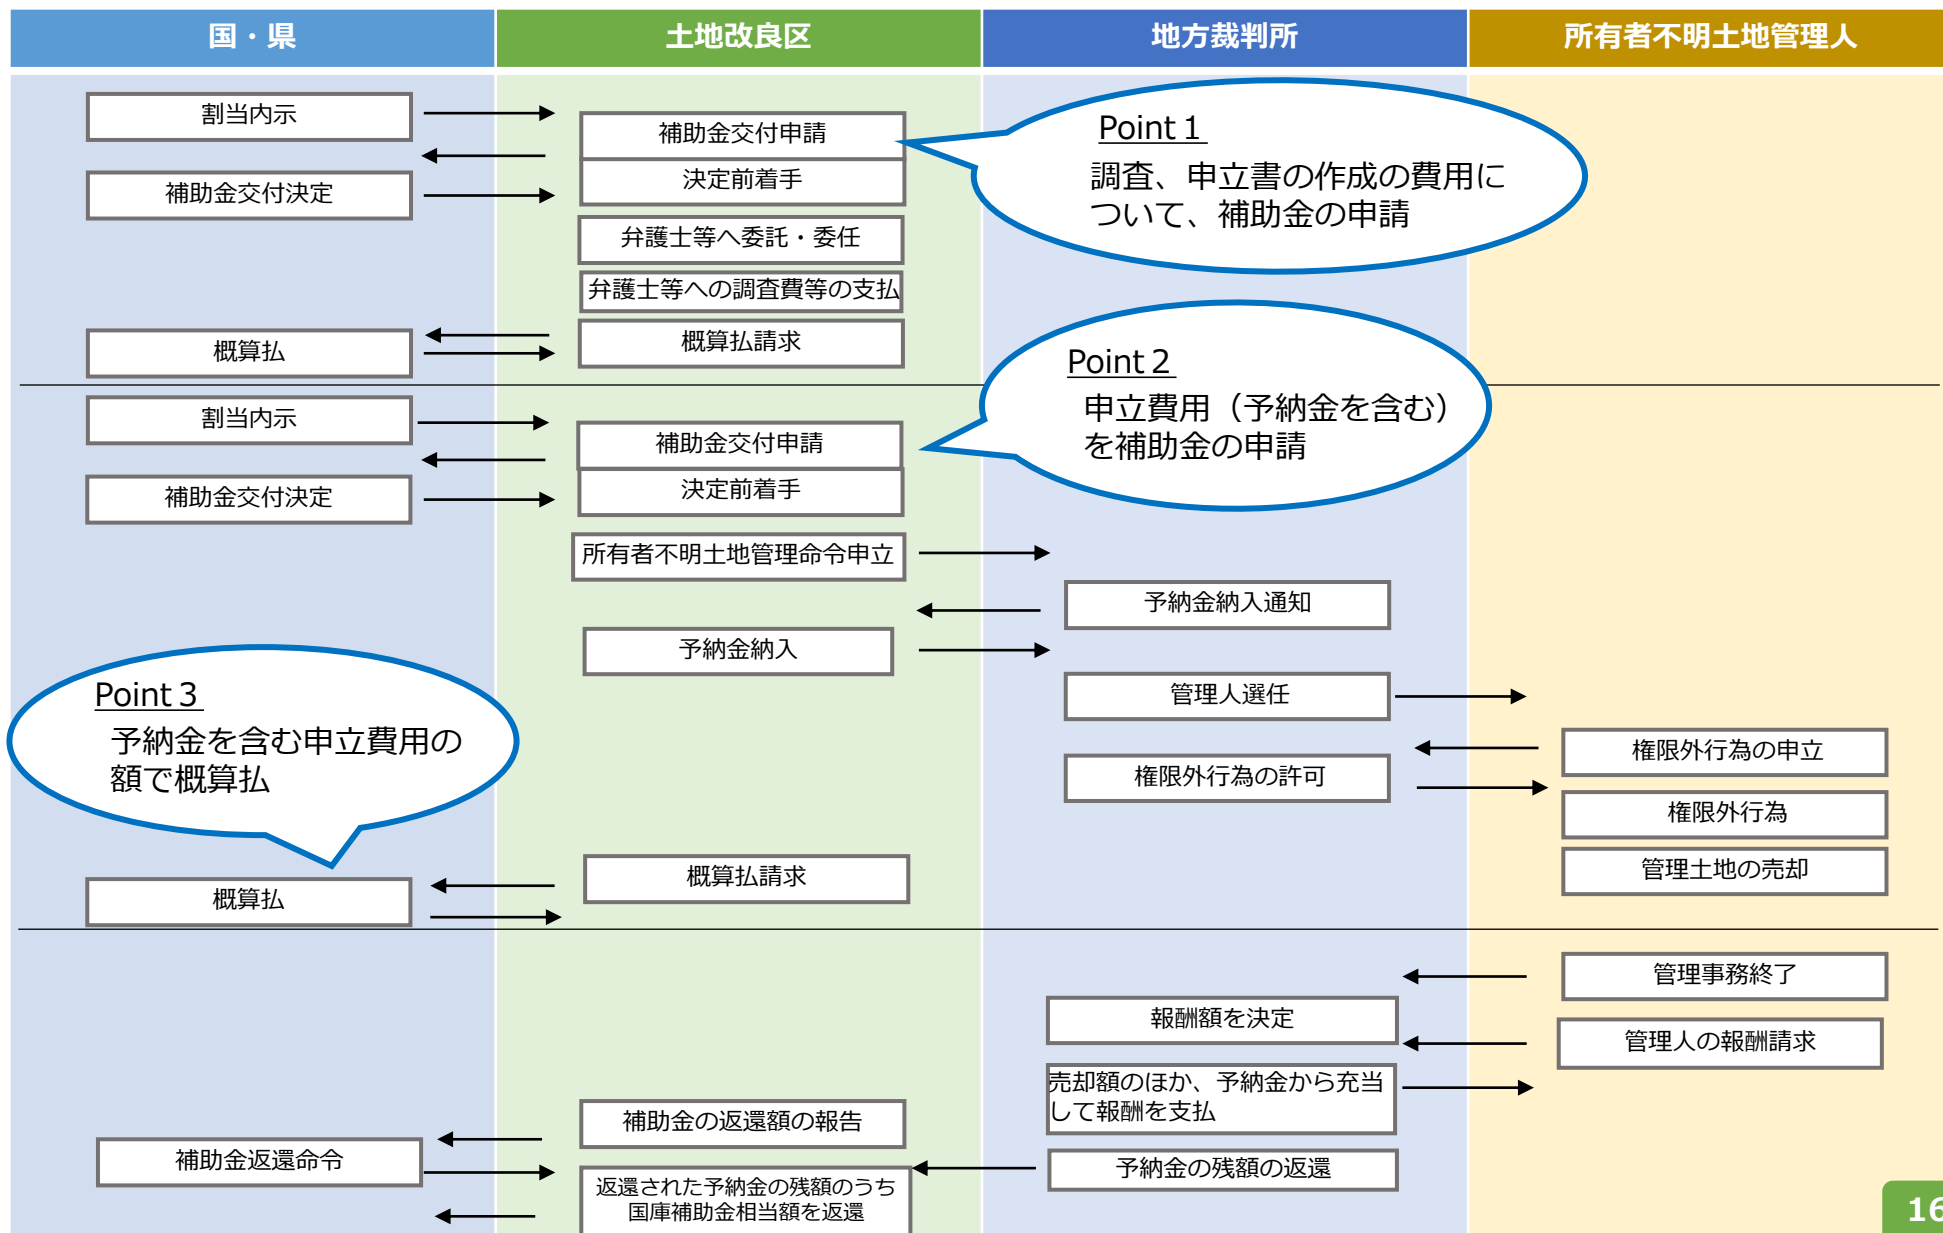 国・県
土地改良区
地方裁判所
所有者不明土地管理人
割当内示
補助金交付申請
決定前着手
補助金交付決定
弁護士等へ委託・委任
弁護士等への調査費等の支払
概算払請求
概算払
Point１
調査、申立書の作成の費用に
ついて、補助金の申請
割当内示
補助金交付申請
決定前着手
補助金交付決定
Point２
申立費用（予納金を含む）
を補助金の申請
所有者不明土地管理命令申立
予納金納入通知
予納金納入
管理人選任
権限外行為の申立
権限外行為の許可
権限外行為
管理土地の売却
Point３
予納金を含む申立費用の
額で概算払
概算払請求
概算払
管理事務終了
報酬額を決定
管理人の報酬請求
売却額のほか、予納金から充当
して報酬を支払
補助金の返還額の報告
補助金返還命令
予納金の残額の返還
返還された予納金の残額のうち
国庫補助金相当額を返還
16